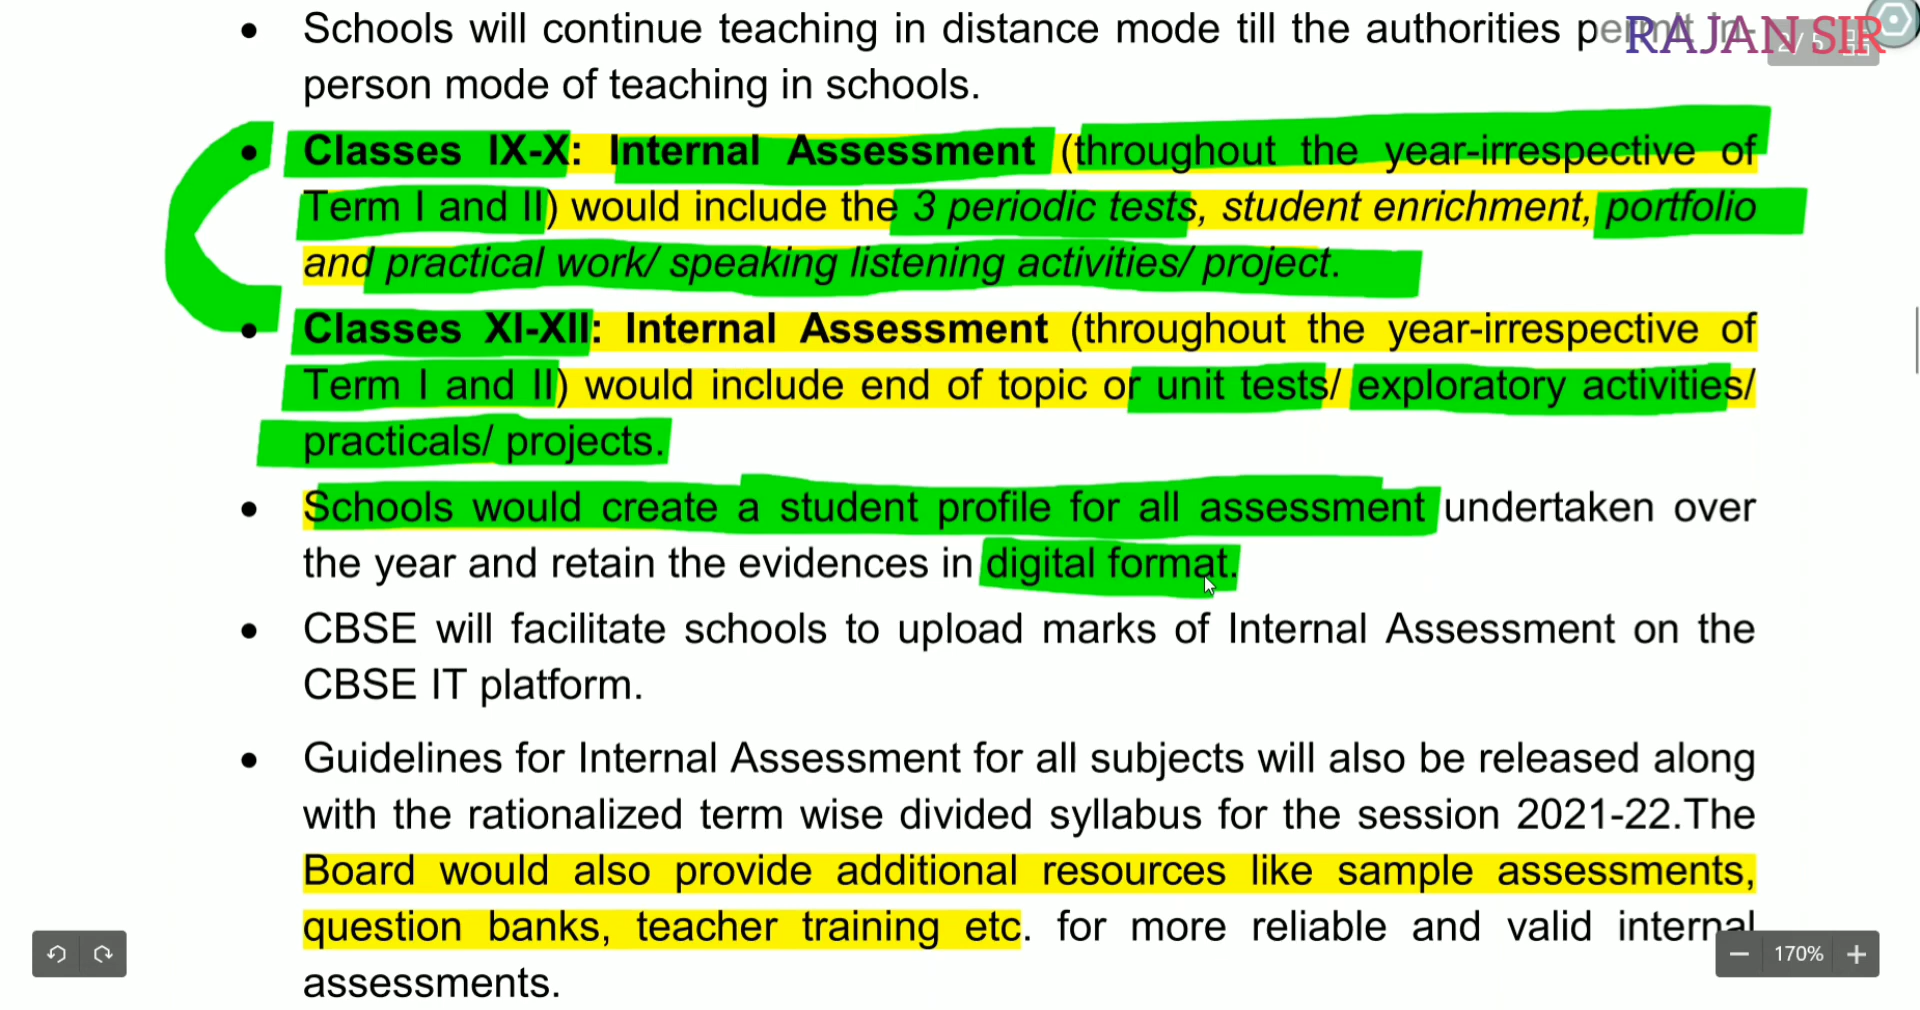 Schools will continue teaching in distance mode till the authorities permit in-
RAJAN SIR
person mode of teaching in schools.
Classes IX-X: Internal Assessment (throughout the year-irrespective of
Term I and II) would include the 3 periodic tests, student enrichment, portfolio
and practical work/ speaking listening activities/ project.
Classes XI-XII: Internal Assessment (throughout the year-irrespective of
Term I and II) would include end of topic or unit tests/ exploratory activities/
practicals/ projects.
Schools would create a student profile for all assessment undertaken over
the year and retain the evidences in digital format.
CBSE will facilitate schools to upload marks of Internal Assessment on the
CBSE IT platform.
Guidelines for Internal Assessment for all subjects will also be released along
with the rationalized term wise divided syllabus for the session 2021-22.The
Board would also provide additional resources like sample assessments,
question banks, teacher training etc. for more reliable and valid internal
assessments.
170%